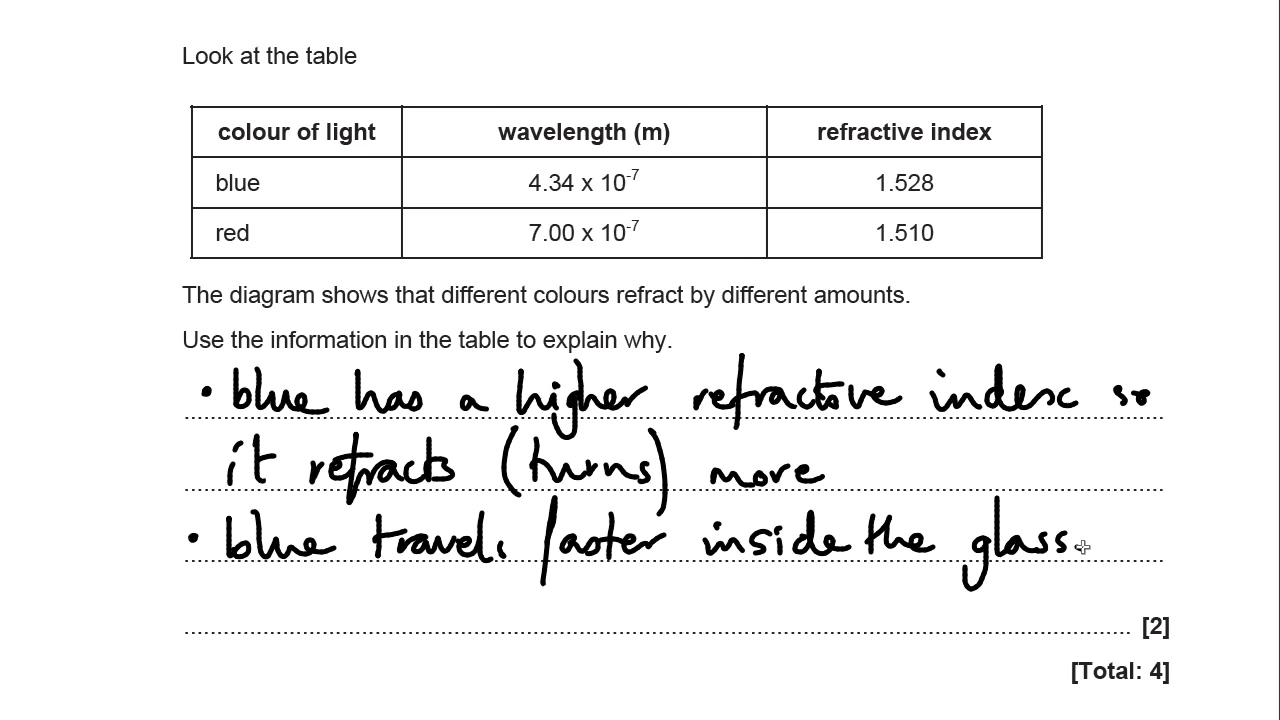 Look at the table
colour of light wavelength (m) refractive index
blue 4.34 x 10⁻⁷ 1.528
red 7.00 x 10⁻⁷ 1.510
The diagram shows that different colours refract by different amounts.
Use the information in the table to explain why.
• blue has a higher refractive index so
it refracts (turns) more
• blue travels faster inside the glass.
[2]
[Total: 4]